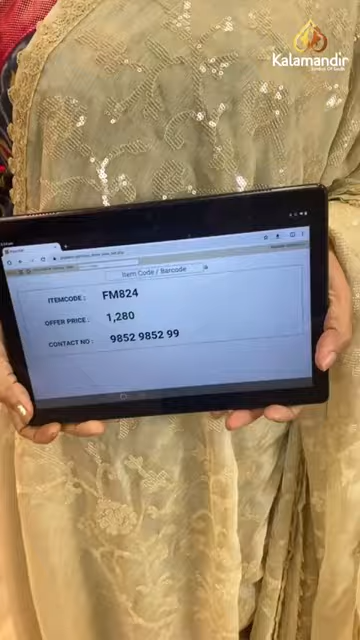 Kalamandir
Item Code / Barcode
ITEMCODE : FM824
OFFER PRICE : 1,280
CONTACT NO : 9852 9852 99